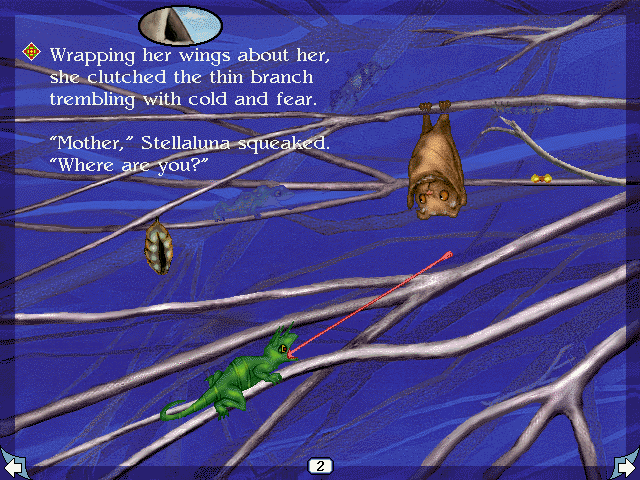 Wrapping her wings about her,
she clutched the thin branch
trembling with cold and fear.
“Mother,” Stellaluna squeaked.
“Where are you?”
2